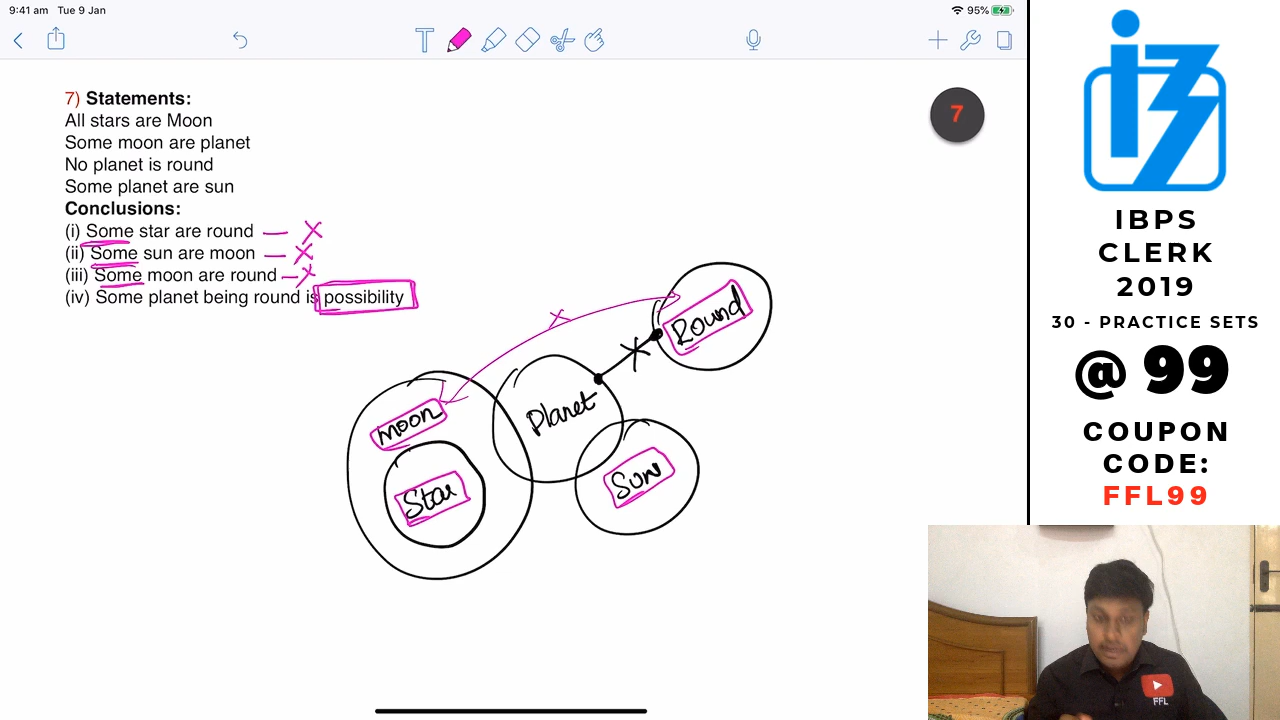 9:41 am Tue 9 Jan
95%
T
7) Statements:
All stars are Moon
Some moon are planet
No planet is round
Some planet are sun
Conclusions:
(i) Some star are round — X
(ii) Some sun are moon — X
(iii) Some moon are round — X
(iv) Some planet being round is possibility
7
Round
X
X
Planet
Moon
Star
Sun
IBPS
CLERK
2019
30 - PRACTICE SETS
@ 99
COUPON
CODE:
FFL99
FFL